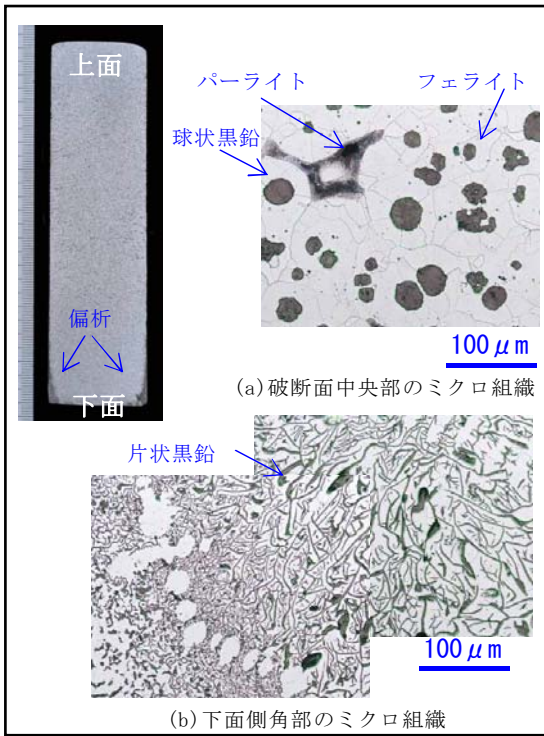 上面
偏析
下面
パーライト
フェライト
球状黒鉛
100μm
(a)破断面中央部のミクロ組織
片状黒鉛
100μm
(b)下面側角部のミクロ組織